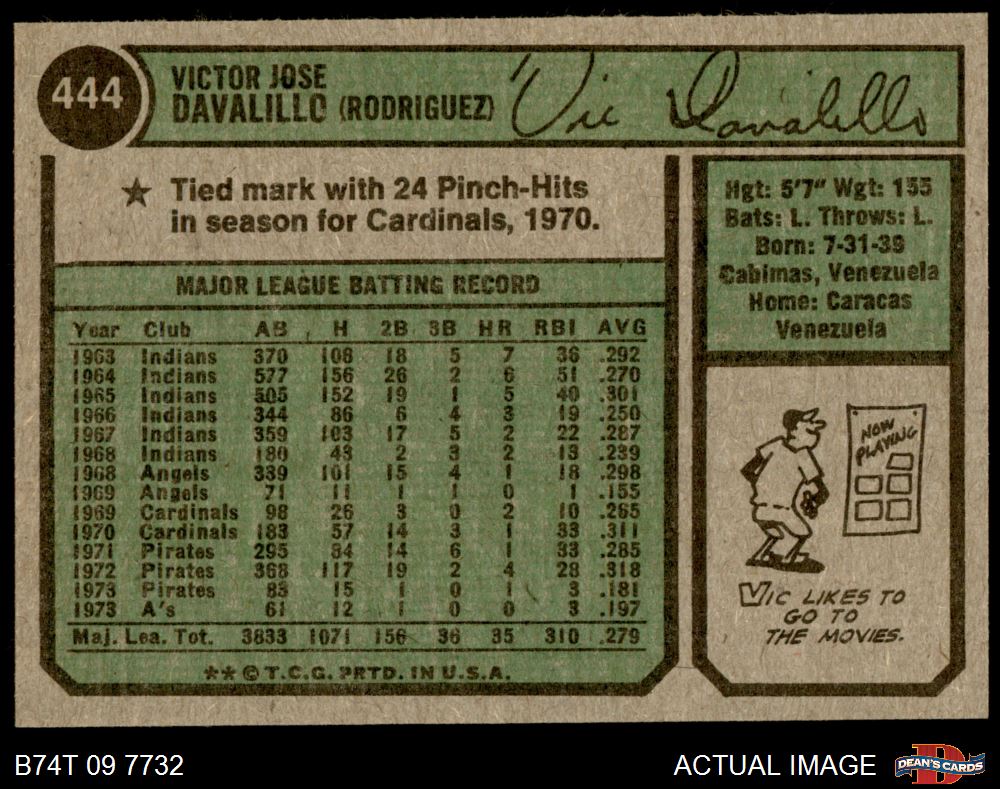 444
VICTOR JOSE
DAVALILLO (RODRIGUEZ)
Vic Davalillo
★ Tied mark with 24 Pinch-Hits
in season for Cardinals, 1970.
MAJOR LEAGUE BATTING RECORD
Year Club AB H 2B 3B HR RBI AVG
1963 Indians 370 108 18 5 7 36 .292
1964 Indians 577 156 26 2 6 51 .270
1965 Indians 505 152 19 1 5 40 .301
1966 Indians 344 86 6 4 3 19 .250
1967 Indians 359 103 17 5 2 22 .287
1968 Indians 180 43 2 3 2 13 .239
1968 Angels 339 101 15 4 1 18 .298
1969 Angels 71 11 1 1 0 1 .155
1969 Cardinals 98 26 3 0 2 10 .265
1970 Cardinals 183 57 14 3 1 33 .311
1971 Pirates 295 84 14 6 1 33 .285
1972 Pirates 368 117 19 2 4 28 .318
1973 Pirates 83 15 1 0 1 3 .181
1973 A's 61 12 1 0 0 3 .197
Maj. Lea. Tot. 3833 1071 156 36 35 310 .279
** © T.C.G. PRTD. IN U.S.A.
Hgt: 5'7" Wgt: 155
Bats: L. Throws: L.
Born: 7-31-39
Cabimas, Venezuela
Home: Caracas
Venezuela
NOW
PLAYING
VIC LIKES TO
GO TO
THE MOVIES.
B74T 09 7732
ACTUAL IMAGE
DEAN'S CARDS